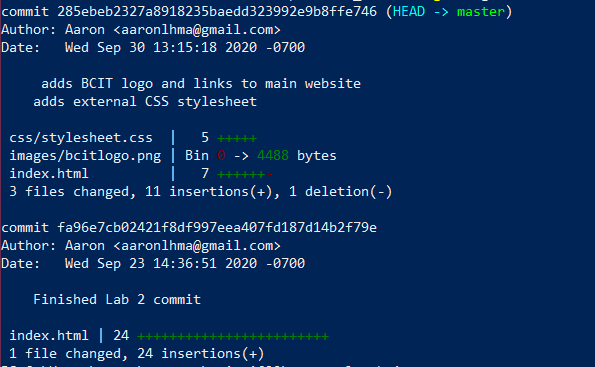 commit 285ebeb2327a8918235baedd323992e9b8ffe746 (HEAD -> master)
Author: Aaron <aaronlhma@gmail.com>
Date:   Wed Sep 30 13:15:18 2020 -0700
     adds BCIT logo and links to main website
    adds external CSS stylesheet
 css/stylesheet.css  |   5 +++++
 images/bcitlogo.png | Bin 0 -> 4488 bytes
 index.html          |   7 ++++++-
 3 files changed, 11 insertions(+), 1 deletion(-)
commit fa96e7cb02421f8df997eea407fd187d14b2f79e
Author: Aaron <aaronlhma@gmail.com>
Date:   Wed Sep 23 14:36:51 2020 -0700
    Finished Lab 2 commit
 index.html | 24 ++++++++++++++++++++++++
 1 file changed, 24 insertions(+)